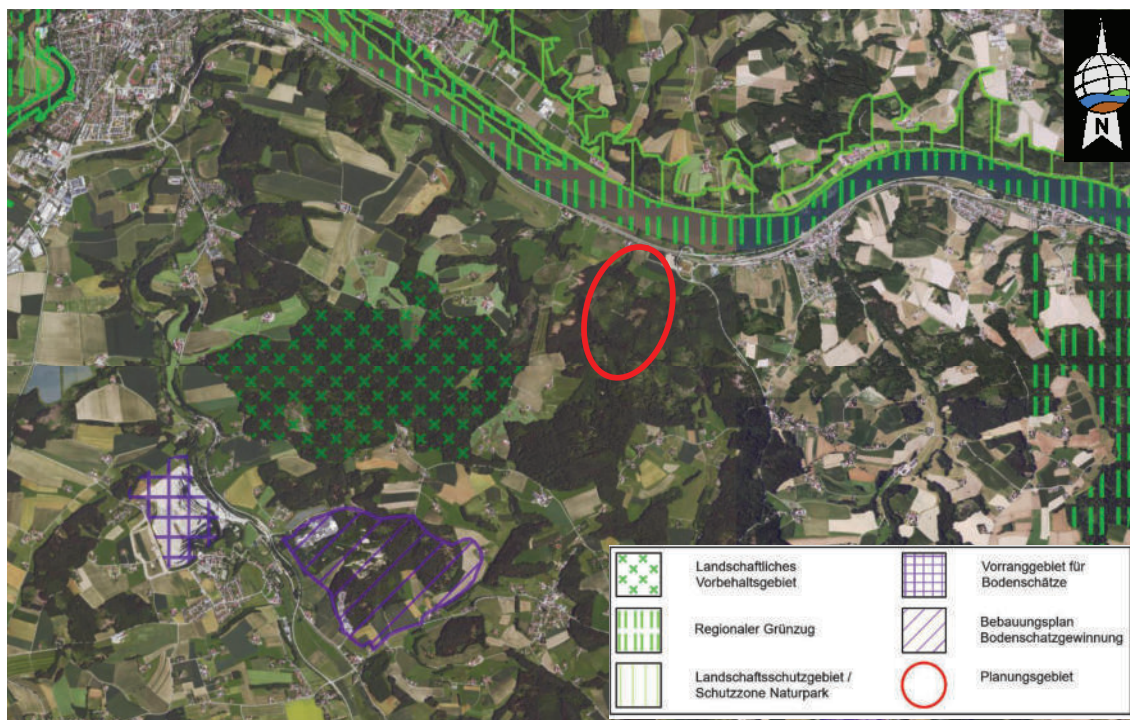 N
Landschaftliches
Vorbehaltsgebiet
Regionaler Grünzug
Landschaftsschutzgebiet /
Schutzzone Naturpark
Vorranggebiet für
Bodenschätze
Bebauungsplan
Bodenschatzgewinnung
Planungsgebiet